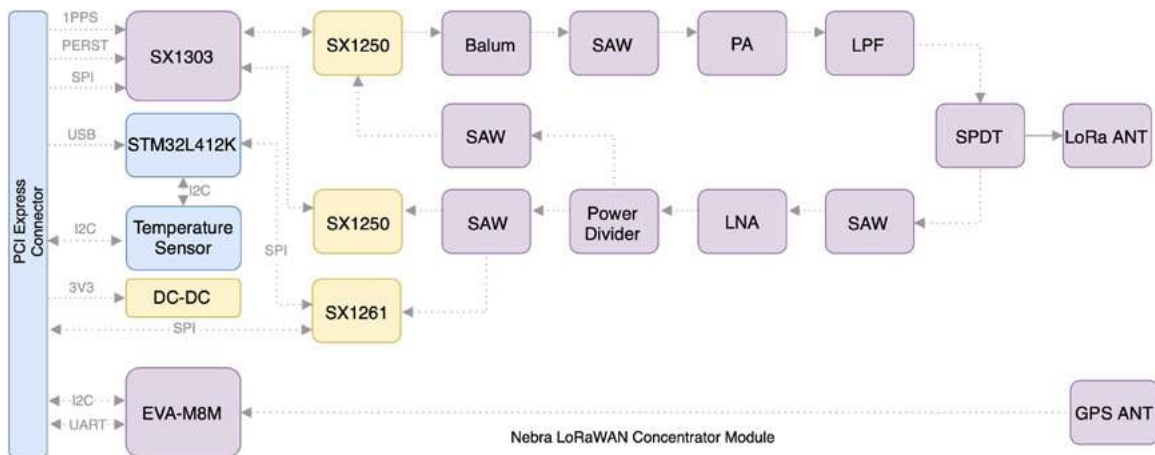 1PPS
PERST
SPI
SX1303
SX1250
Balum
SAW
PA
LPF
USB
STM32L412K
SAW
SPDT
LoRa ANT
I2C
PCI Express
Connector
I2C
Temperature
Sensor
SPI
SX1250
SAW
Power
Divider
LNA
SAW
3V3
DC-DC
SPI
SX1261
I2C
UART
EVA-M8M
GPS ANT
Nebra LoRaWAN Concentrator Module